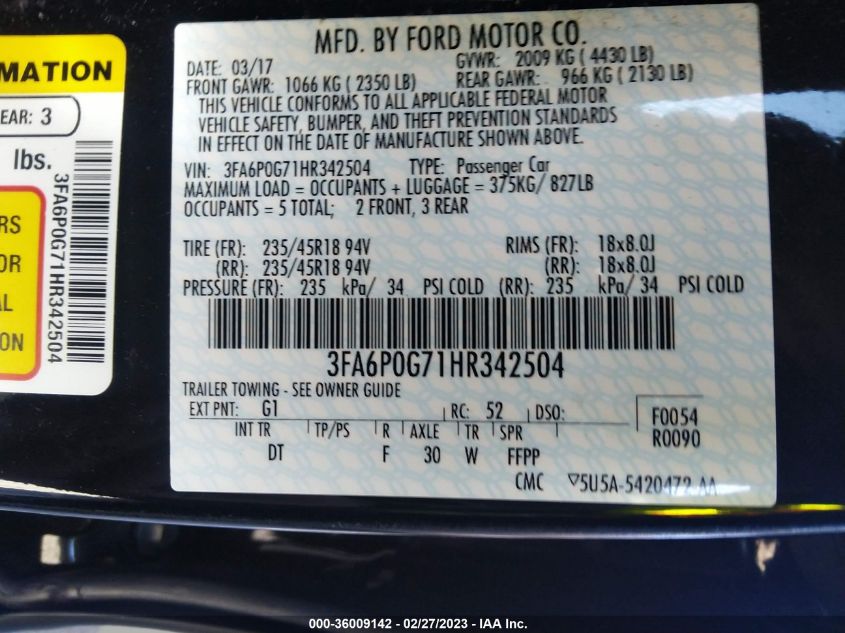 MFD. BY FORD MOTOR CO.
DATE: 03/17 GVWR: 2009 KG ( 4430 LB)
FRONT GAWR: 1066 KG ( 2350 LB) REAR GAWR: 966 KG ( 2130 LB)
THIS VEHICLE CONFORMS TO ALL APPLICABLE FEDERAL MOTOR
VEHICLE SAFETY, BUMPER, AND THEFT PREVENTION STANDARDS
IN EFFECT ON THE DATE OF MANUFACTURE SHOWN ABOVE.
VIN: 3FA6P0G71HR342504 TYPE: Passenger Car
MAXIMUM LOAD = OCCUPANTS + LUGGAGE = 375KG/ 827LB
OCCUPANTS = 5 TOTAL; 2 FRONT, 3 REAR
TIRE (FR): 235/45R18 94V RIMS (FR): 18x8.0J
(RR): 235/45R18 94V (RR): 18x8.0J
PRESSURE (FR): 235 kPa/ 34 PSI COLD (RR): 235 kPa/ 34 PSI COLD
3FA6P0G71HR342504
TRAILER TOWING - SEE OWNER GUIDE
EXT PNT: G1 RC: 52 DSO: F0054
INT TR TP/PS R AXLE TR SPR R0090
DT F 30 W FFPP
CMC 5U5A-5420472-AA
MATION
EAR: 3
lbs.
RS
OR
AL
ON
3FA6P0G71HR342504
000-36009142 - 02/27/2023 - IAA Inc.